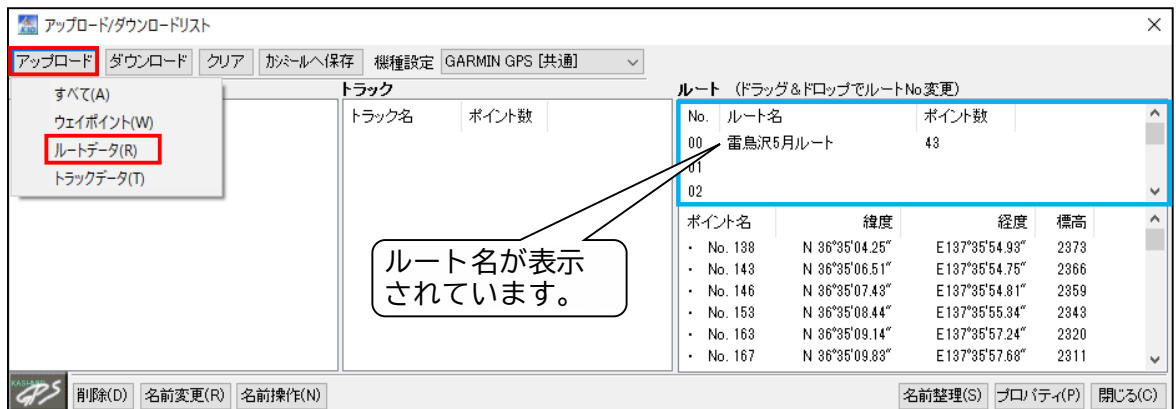 アップロード/ダウンロードリスト
アップロード ダウンロード クリア カシミールへ保存 機種設定 GARMIN GPS [共通]
すべて(A)
ウェイポイント(W)
ルートデータ(R)
トラックデータ(T)
トラック
トラック名 ポイント数
ルート (ドラッグ&ドロップでルートNo変更)
No. ルート名 ポイント数
00 雷鳥沢5月ルート 43
01
02
ルート名が表示
されています。
ポイント名 緯度 経度 標高
・ No. 138 N 36°35'04.25" E137°35'54.93" 2373
・ No. 143 N 36°35'06.51" E137°35'54.75" 2366
・ No. 146 N 36°35'07.43" E137°35'54.81" 2359
・ No. 153 N 36°35'08.44" E137°35'55.34" 2343
・ No. 163 N 36°35'09.14" E137°35'57.24" 2320
・ No. 167 N 36°35'09.83" E137°35'57.68" 2311
GPS 削除(D) 名前変更(R) 名前操作(N) 名前整理(S) プロパティ(P) 閉じる(C)